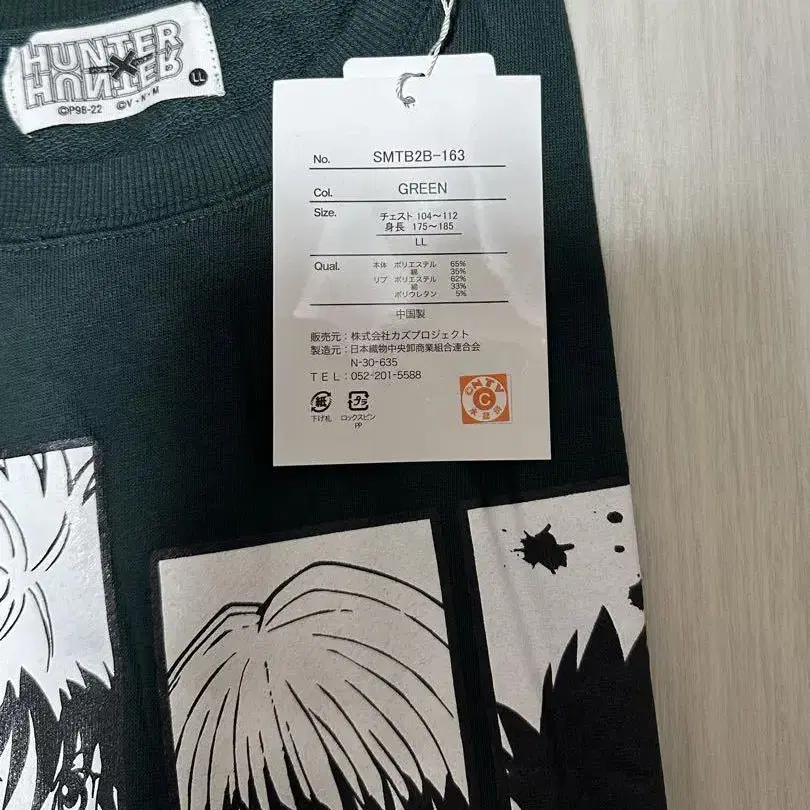 HUNTER
×
HUNTER
LL
©P98-22 ©V・N・M
No. SMTB2B-163
Col. GREEN
Size. チェスト 104〜112
身長 175〜185
LL
Qual. 本体 ポリエステル 65%
綿 35%
リブ ポリエステル 62%
綿 33%
ポリウレタン 5%
中国製
販売元：株式会社カズプロジェクト
製造元：日本織物中央卸商業組合連合会
N-30-635
TEL：052-201-5588
紙 プラ
下げ札 ロックスピン
PP
CNTV
C